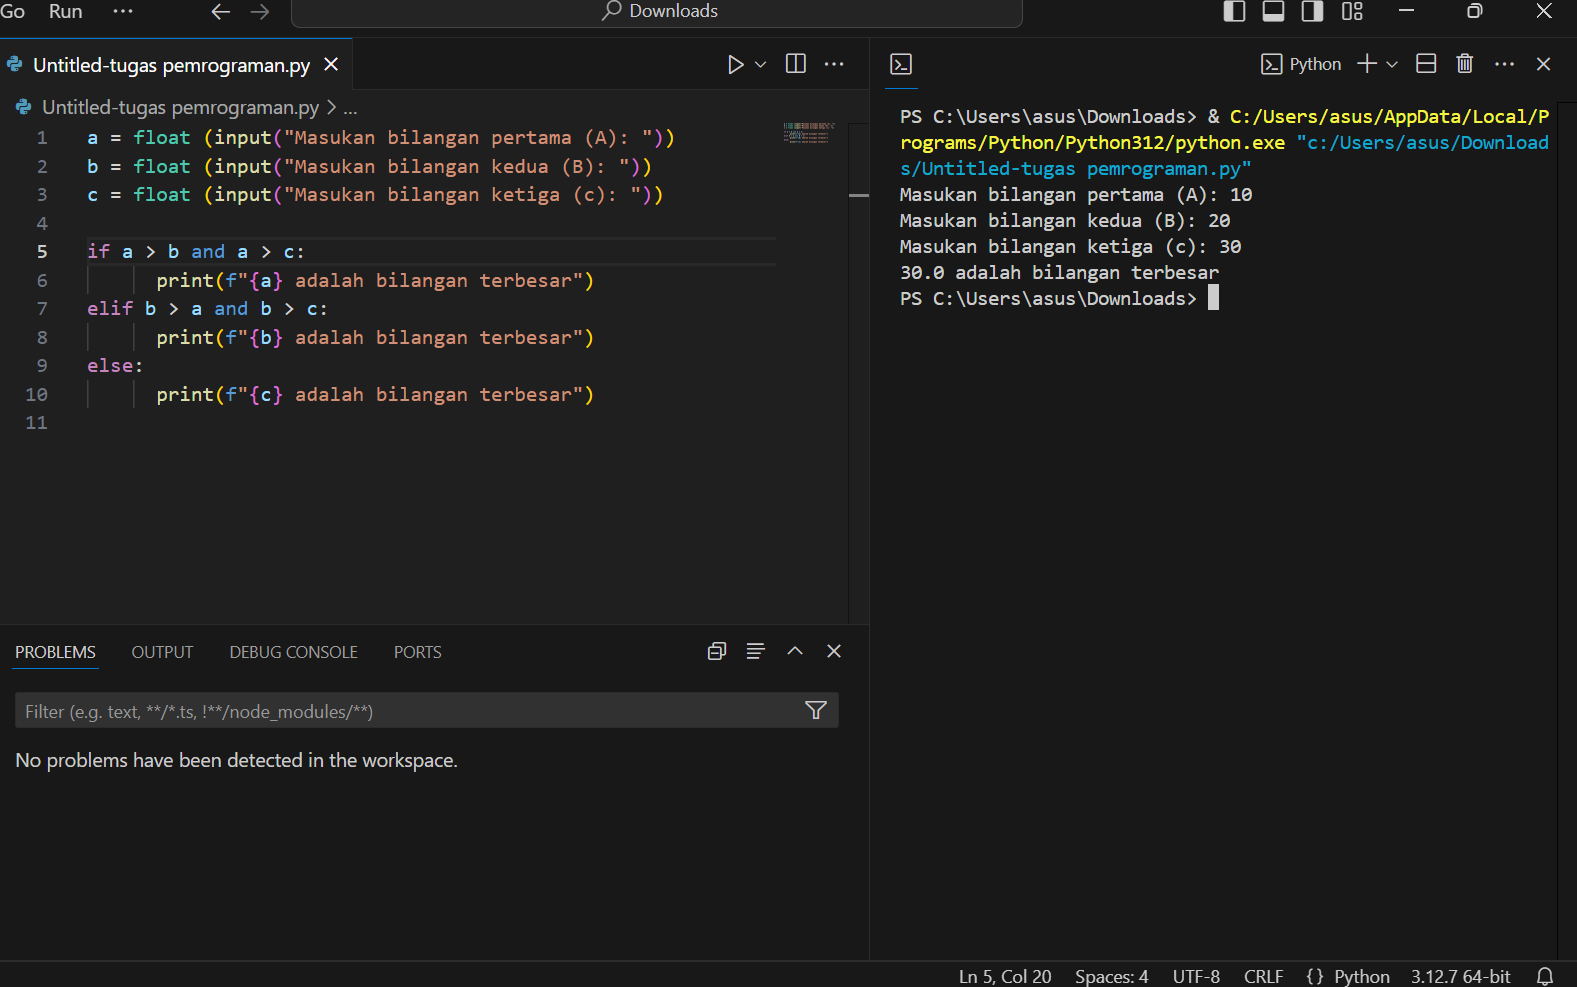 Go Run ... Downloads
Untitled-tugas pemrograman.py
Untitled-tugas pemrograman.py > ...
1 a = float (input("Masukan bilangan pertama (A): "))
2 b = float (input("Masukan bilangan kedua (B): "))
3 c = float (input("Masukan bilangan ketiga (c): "))
4
5 if a > b and a > c:
6 print(f"{a} adalah bilangan terbesar")
7 elif b > a and b > c:
8 print(f"{b} adalah bilangan terbesar")
9 else:
10 print(f"{c} adalah bilangan terbesar")
11
PROBLEMS OUTPUT DEBUG CONSOLE PORTS
Filter (e.g. text, **/*.ts, !**/node_modules/**)
No problems have been detected in the workspace.
Python
PS C:\Users\asus\Downloads> & C:/Users/asus/AppData/Local/P
rograms/Python/Python312/python.exe "c:/Users/asus/Download
s/Untitled-tugas pemrograman.py"
Masukan bilangan pertama (A): 10
Masukan bilangan kedua (B): 20
Masukan bilangan ketiga (c): 30
30.0 adalah bilangan terbesar
PS C:\Users\asus\Downloads>
Ln 5, Col 20 Spaces: 4 UTF-8 CRLF {} Python 3.12.7 64-bit